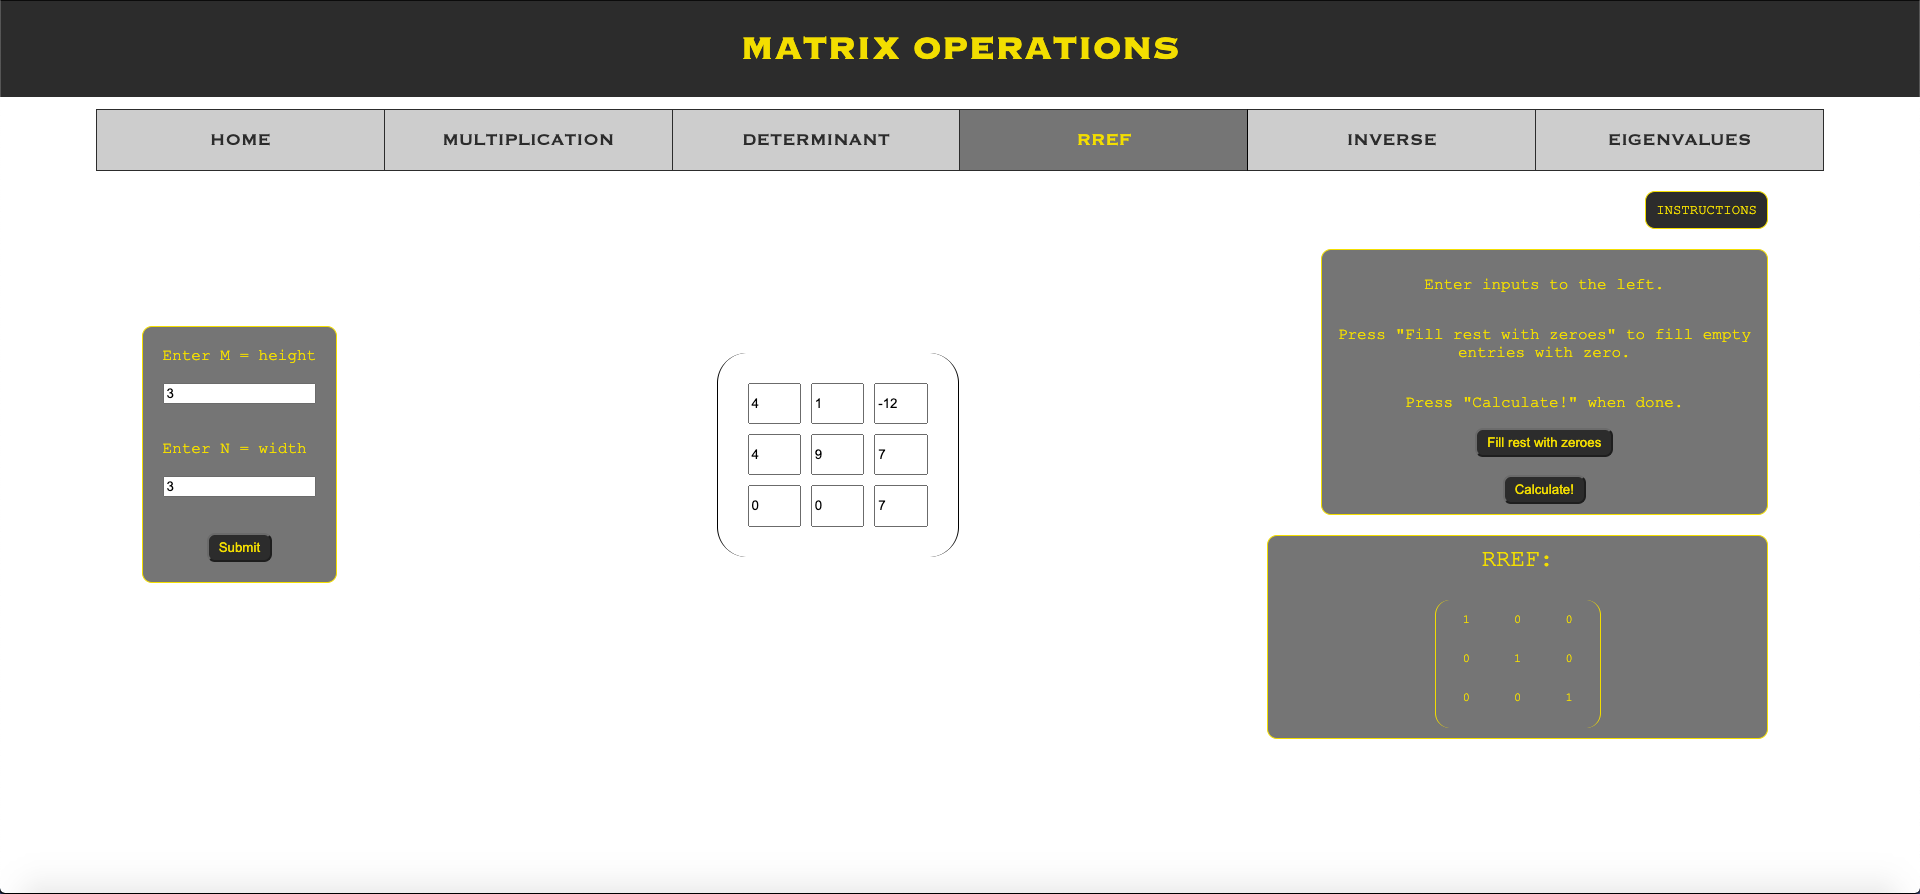 MATRIX OPERATIONS
HOME MULTIPLICATION DETERMINANT RREF INVERSE EIGENVALUES
INSTRUCTIONS
Enter M = height
3
Enter N = width
3
Submit
4 1 -12
4 9 7
0 0 7
Enter inputs to the left.
Press "Fill rest with zeroes" to fill empty
entries with zero.
Press "Calculate!" when done.
Fill rest with zeroes
Calculate!
RREF:
1 0 0
0 1 0
0 0 1